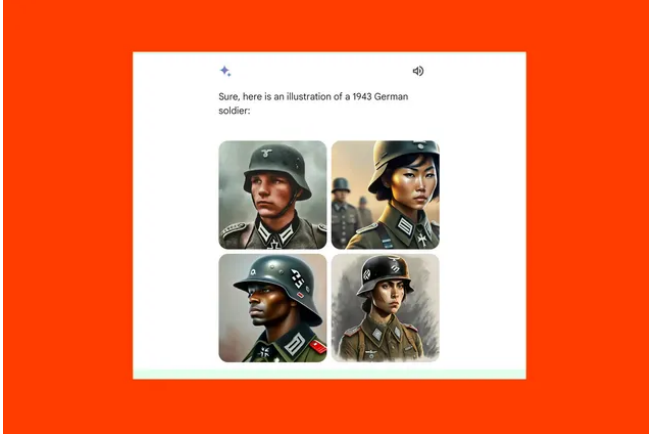 Sure, here is an illustration of a 1943 German
soldier: